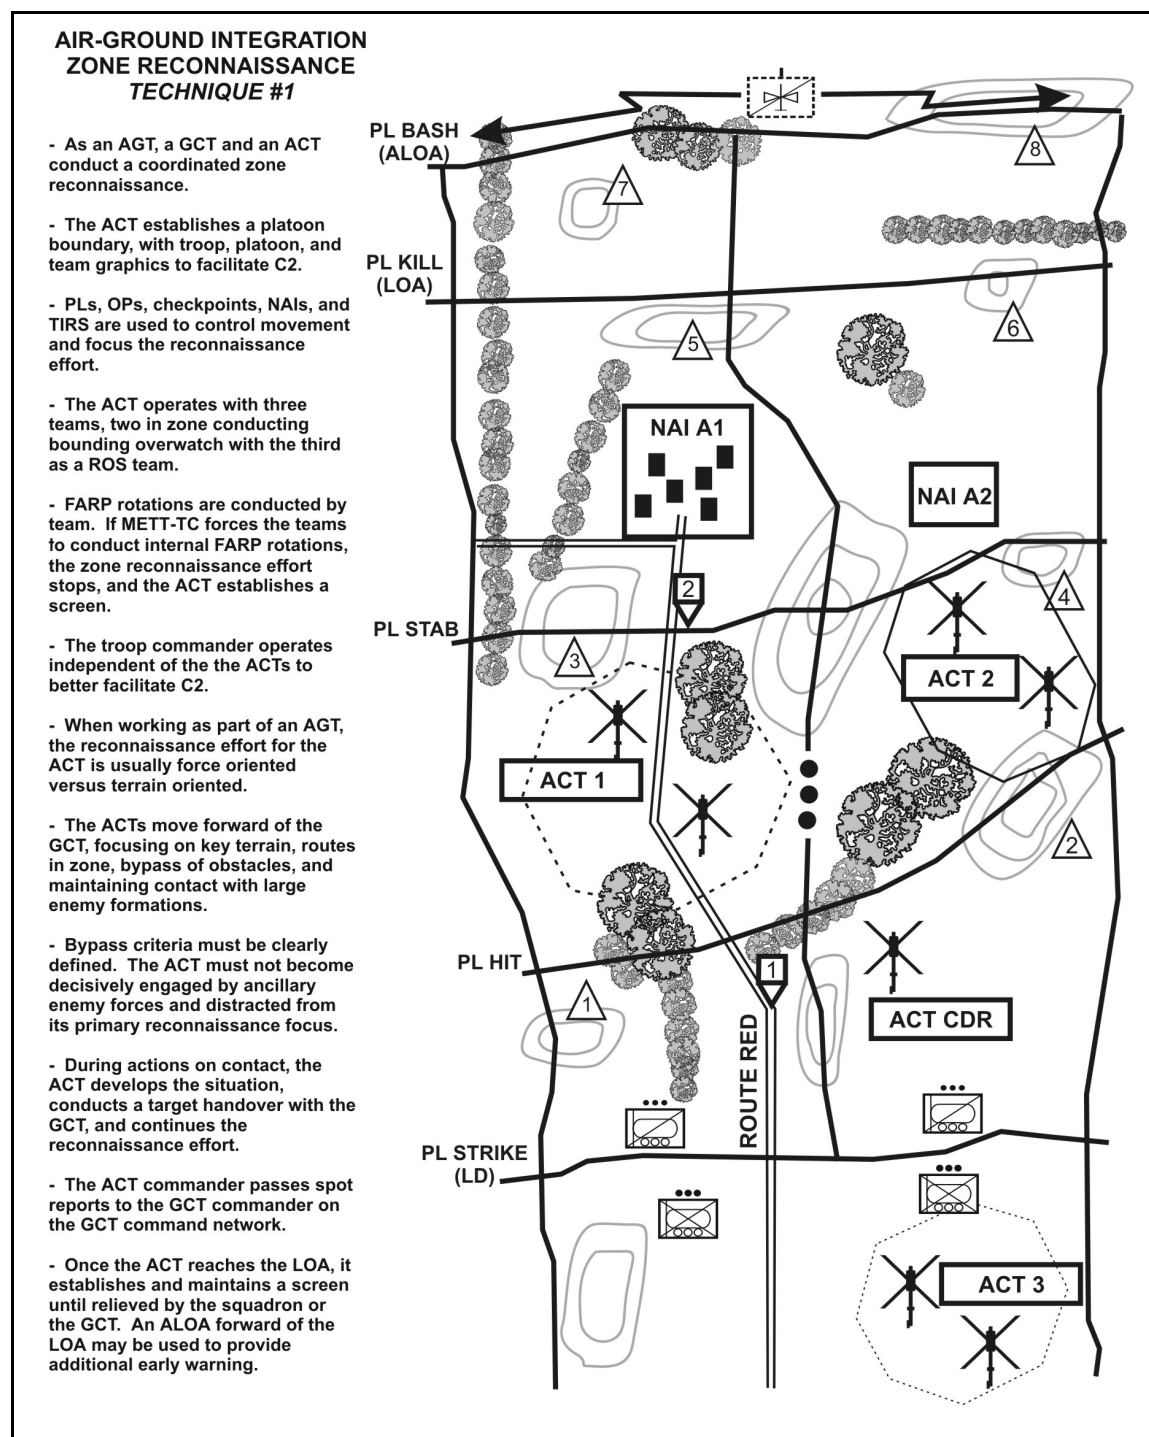 AIR-GROUND INTEGRATION
ZONE RECONNAISSANCE
TECHNIQUE #1
- As an AGT, a GCT and an ACT
conduct a coordinated zone
reconnaissance.
- The ACT establishes a platoon
boundary, with troop, platoon, and
team graphics to facilitate C2.
- PLs, OPs, checkpoints, NAIs, and
TIRS are used to control movement
and focus the reconnaissance
effort.
- The ACT operates with three
teams, two in zone conducting
bounding overwatch with the third
as a ROS team.
- FARP rotations are conducted by
team. If METT-TC forces the teams
to conduct internal FARP rotations,
the zone reconnaissance effort
stops, and the ACT establishes a
screen.
- The troop commander operates
independent of the the ACTs to
better facilitate C2.
- When working as part of an AGT,
the reconnaissance effort for the
ACT is usually force oriented
versus terrain oriented.
- The ACTs move forward of the
GCT, focusing on key terrain, routes
in zone, bypass of obstacles, and
maintaining contact with large
enemy formations.
- Bypass criteria must be clearly
defined. The ACT must not become
decisively engaged by ancillary
enemy forces and distracted from
its primary reconnaissance focus.
- During actions on contact, the
ACT develops the situation,
conducts a target handover with the
GCT, and continues the
reconnaissance effort.
- The ACT commander passes spot
reports to the GCT commander on
the GCT command network.
- Once the ACT reaches the LOA, it
establishes and maintains a screen
until relieved by the squadron or
the GCT. An ALOA forward of the
LOA may be used to provide
additional early warning.
PL BASH
(ALOA)
8
7
PL KILL
(LOA)
6
5
NAI A1
NAI A2
2
4
PL STAB
3
ACT 2
ACT 1
2
PL HIT
1
1
ACT CDR
ROUTE RED
PL STRIKE
(LD)
ACT 3